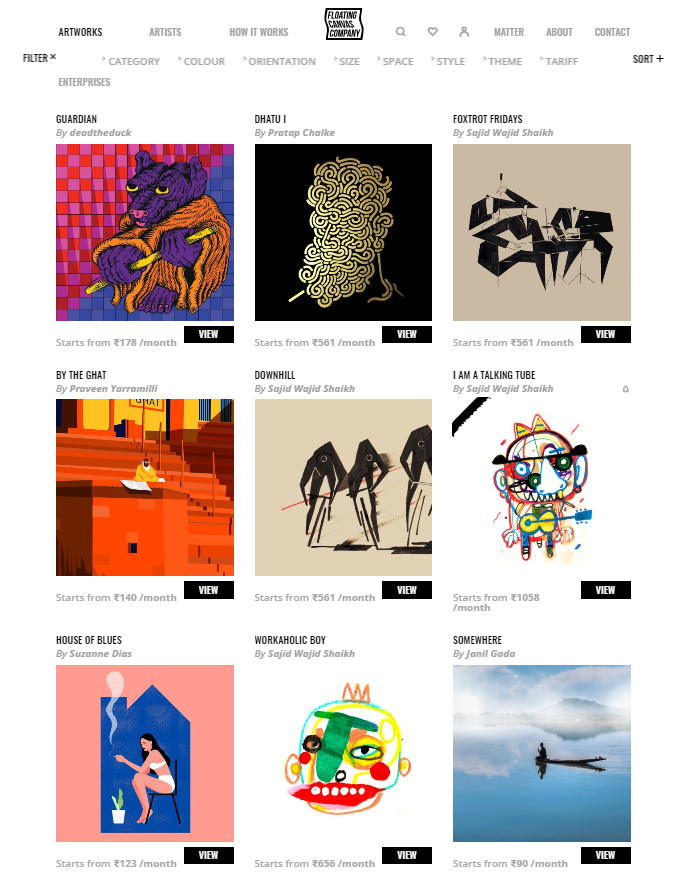 ARTWORKS
ARTISTS
HOW IT WORKS
FLOATING
CANVAS
COMPANY
MATTER
ABOUT
CONTACT
FILTER ×
CATEGORY
COLOUR
ORIENTATION
SIZE
SPACE
STYLE
THEME
TARIFF
SORT +
ENTERPRISES
GUARDIAN
By deadtheduck
DHATU I
By Pratap Chalke
FOXTROT FRIDAYS
By Sajid Wajid Shaikh
Starts from ₹178 /month
VIEW
Starts from ₹561 /month
VIEW
Starts from ₹561 /month
VIEW
BY THE GHAT
By Praveen Yarramilli
DOWNHILL
By Sajid Wajid Shaikh
I AM A TALKING TUBE
By Sajid Wajid Shaikh
GHAT
Starts from ₹140 /month
VIEW
Starts from ₹561 /month
VIEW
Starts from ₹1058
/month
VIEW
HOUSE OF BLUES
By Suzanne Dias
WORKAHOLIC BOY
By Sajid Wajid Shaikh
SOMEWHERE
By Janil Gada
Starts from ₹123 /month
VIEW
Starts from ₹656 /month
VIEW
Starts from ₹90 /month
VIEW